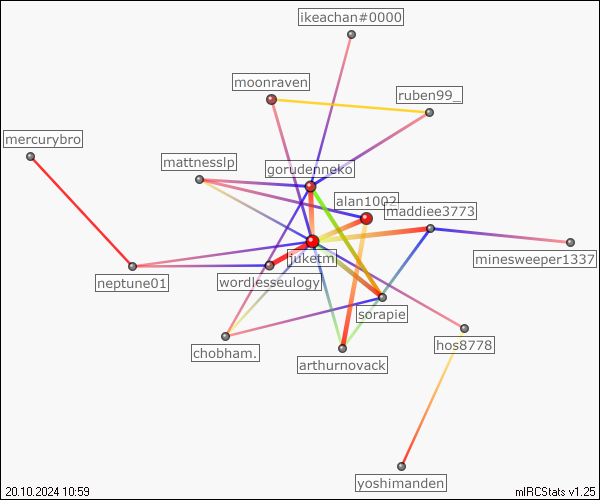 ikeachan#0000
moonraven
ruben99_
mercurybro
mattnesslp
gorudenneko
alan1002
maddiee3773
juketm
minesweeper1337
neptune01
wordlesseulogy
sorapie
hos8778
chobham.
arthurnovack
yoshimanden
20.10.2024 10:59
mIRCStats v1.25